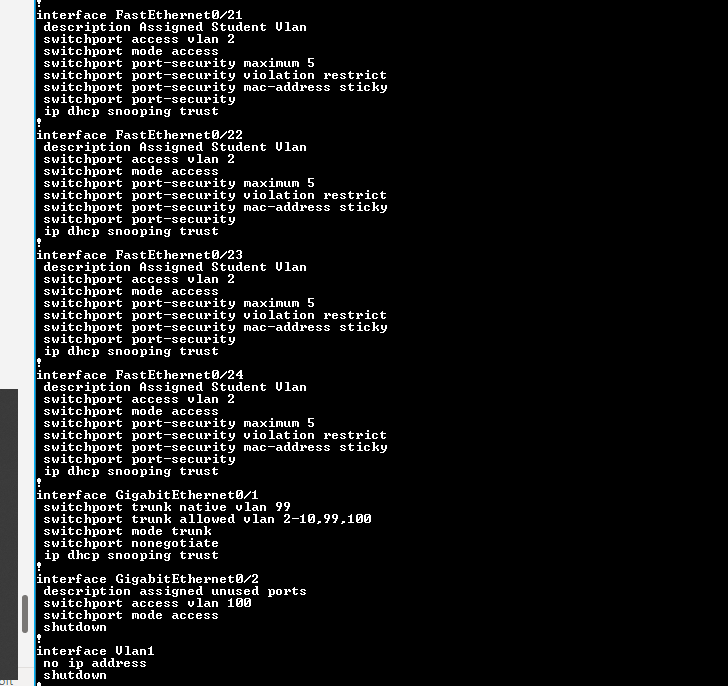 !
interface FastEthernet0/21
description Assigned Student Vlan
switchport access vlan 2
switchport mode access
switchport port-security maximum 5
switchport port-security violation restrict
switchport port-security mac-address sticky
switchport port-security
ip dhcp snooping trust
!
interface FastEthernet0/22
description Assigned Student Vlan
switchport access vlan 2
switchport mode access
switchport port-security maximum 5
switchport port-security violation restrict
switchport port-security mac-address sticky
switchport port-security
ip dhcp snooping trust
!
interface FastEthernet0/23
description Assigned Student Vlan
switchport access vlan 2
switchport mode access
switchport port-security maximum 5
switchport port-security violation restrict
switchport port-security mac-address sticky
switchport port-security
ip dhcp snooping trust
!
interface FastEthernet0/24
description Assigned Student Vlan
switchport access vlan 2
switchport mode access
switchport port-security maximum 5
switchport port-security violation restrict
switchport port-security mac-address sticky
switchport port-security
ip dhcp snooping trust
!
interface GigabitEthernet0/1
switchport trunk native vlan 99
switchport trunk allowed vlan 2-10,99,100
switchport mode trunk
switchport nonegotiate
ip dhcp snooping trust
!
interface GigabitEthernet0/2
description assigned unused ports
switchport access vlan 100
switchport mode access
shutdown
!
interface Vlan1
no ip address
shutdown
!